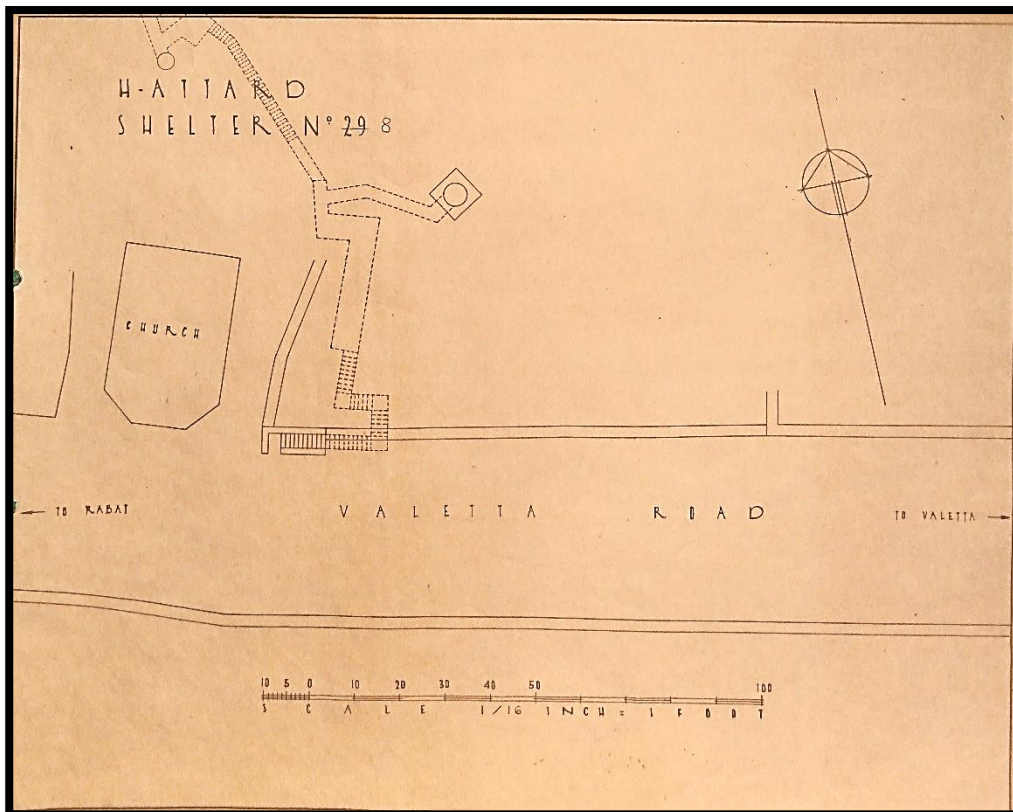 H-ATTARD
SHELTER Nº 29 8
CHURCH
← TO RABAT
VALETTA ROAD
TO VALETTA →
10 5 0 10 20 30 40 50 100
SCALE 1/16 INCH = 1 FOOT